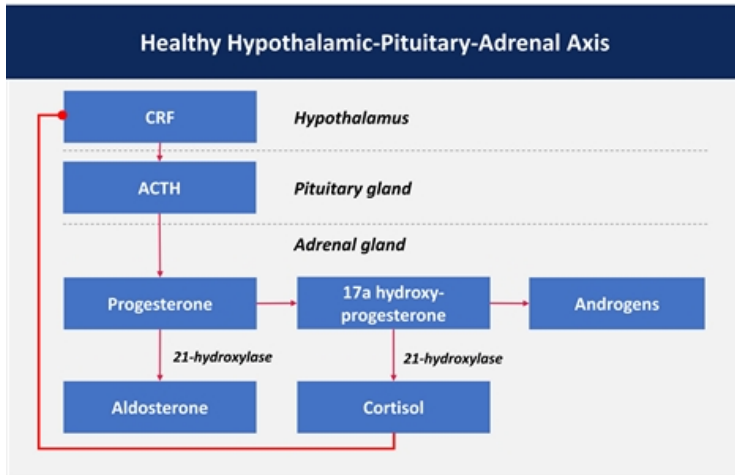 Healthy Hypothalamic-Pituitary-Adrenal Axis
CRF
Hypothalamus
ACTH
Pituitary gland
Adrenal gland
Progesterone
17a hydroxy-
progesterone
Androgens
21-hydroxylase
21-hydroxylase
Aldosterone
Cortisol